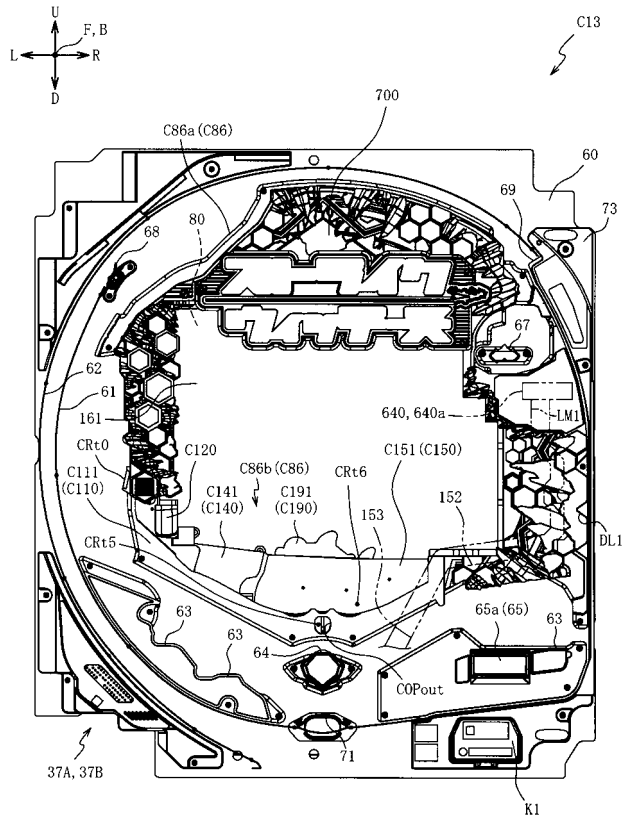 U
F,B
C13
L
R
D
700
C86a(C86)
60
80
69
73
68
67
62
61
640,640a
LM1
161
CRt0
C120
C86b(C86)
CRt6
C151(C150)
C111
(C110)
C141
(C140)
C191
(C190)
153
152
CRt5
DL1
63
65a(65)
63
63
64
COPout
71
37A,37B
K1